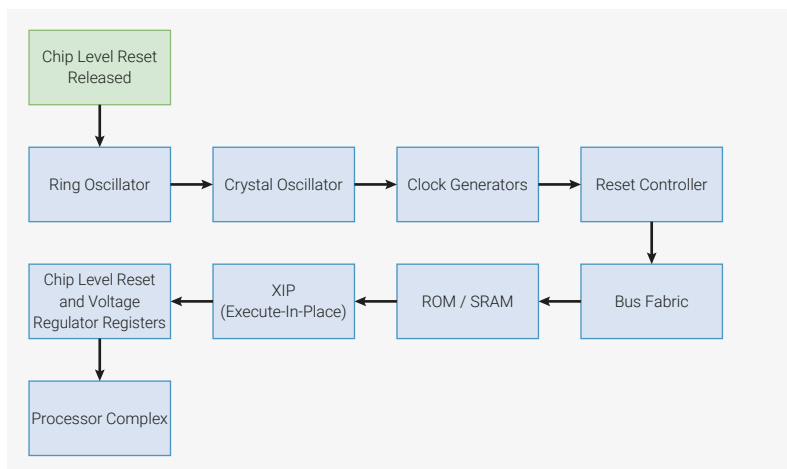 Chip Level Reset
Released
Ring Oscillator
Crystal Oscillator
Clock Generators
Reset Controller
Chip Level Reset
and Voltage
Regulator Registers
XIP
(Execute-In-Place)
ROM / SRAM
Bus Fabric
Processor Complex